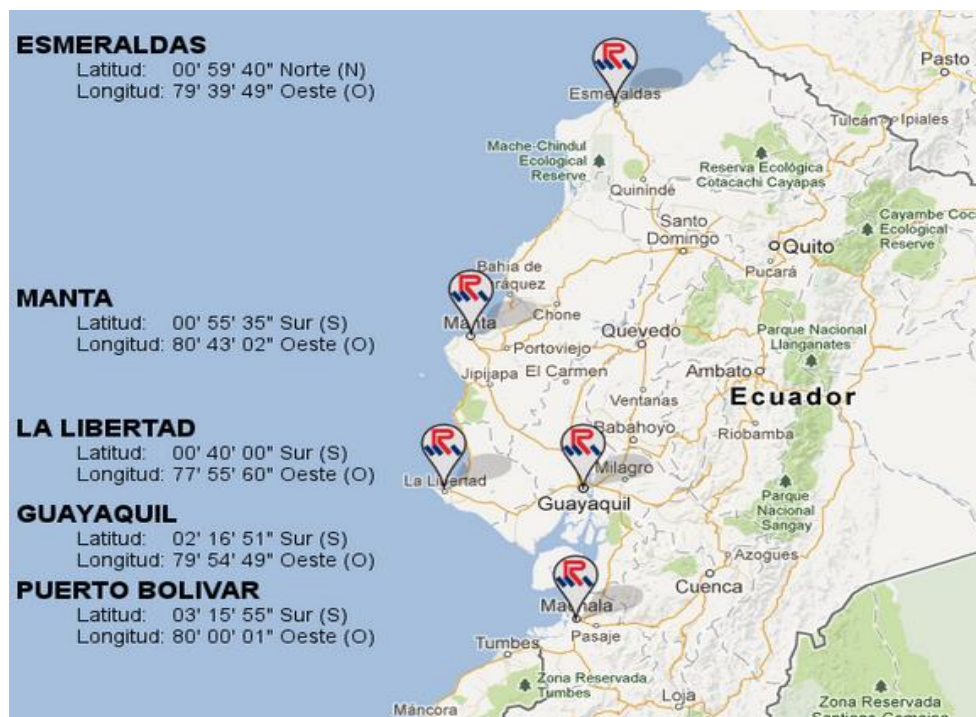 ESMERALDAS
Latitud: 00' 59' 40" Norte (N)
Longitud: 79' 39' 49" Oeste (O)
MANTA
Latitud: 00' 55' 35" Sur (S)
Longitud: 80' 43' 02" Oeste (O)
LA LIBERTAD
Latitud: 00' 40' 00" Sur (S)
Longitud: 77' 55' 60" Oeste (O)
GUAYAQUIL
Latitud: 02' 16' 51" Sur (S)
Longitud: 79' 54' 49" Oeste (O)
PUERTO BOLIVAR
Latitud: 03' 15' 55" Sur (S)
Longitud: 80' 00' 01" Oeste (O)
Pasto
Esmeraldas
Tulcán
Ipiales
Mache-Chindul
Ecological
Reserve
Reserva Ecológica
Cotacachi Cayapas
Quininde
Santo
Domingo
Cayambe Coc
Ecological
Reserve
Quito
Pucará
Bahia de
ráquez
Manta
Chone
Portoviejo
Quevedo
Parque Nacional
Llanganates
Jipijapa
El Carmen
Ambato
Ecuador
Ventanas
Babahoyo
Riobamba
La Libertad
Milagro
Guayaquil
Parque
Nacional
Sangay
Azogues
Cuenca
Machala
Pasaje
Tumbes
Zona Reservada
Tumbes
Loja
Máncora
Zona Reservada